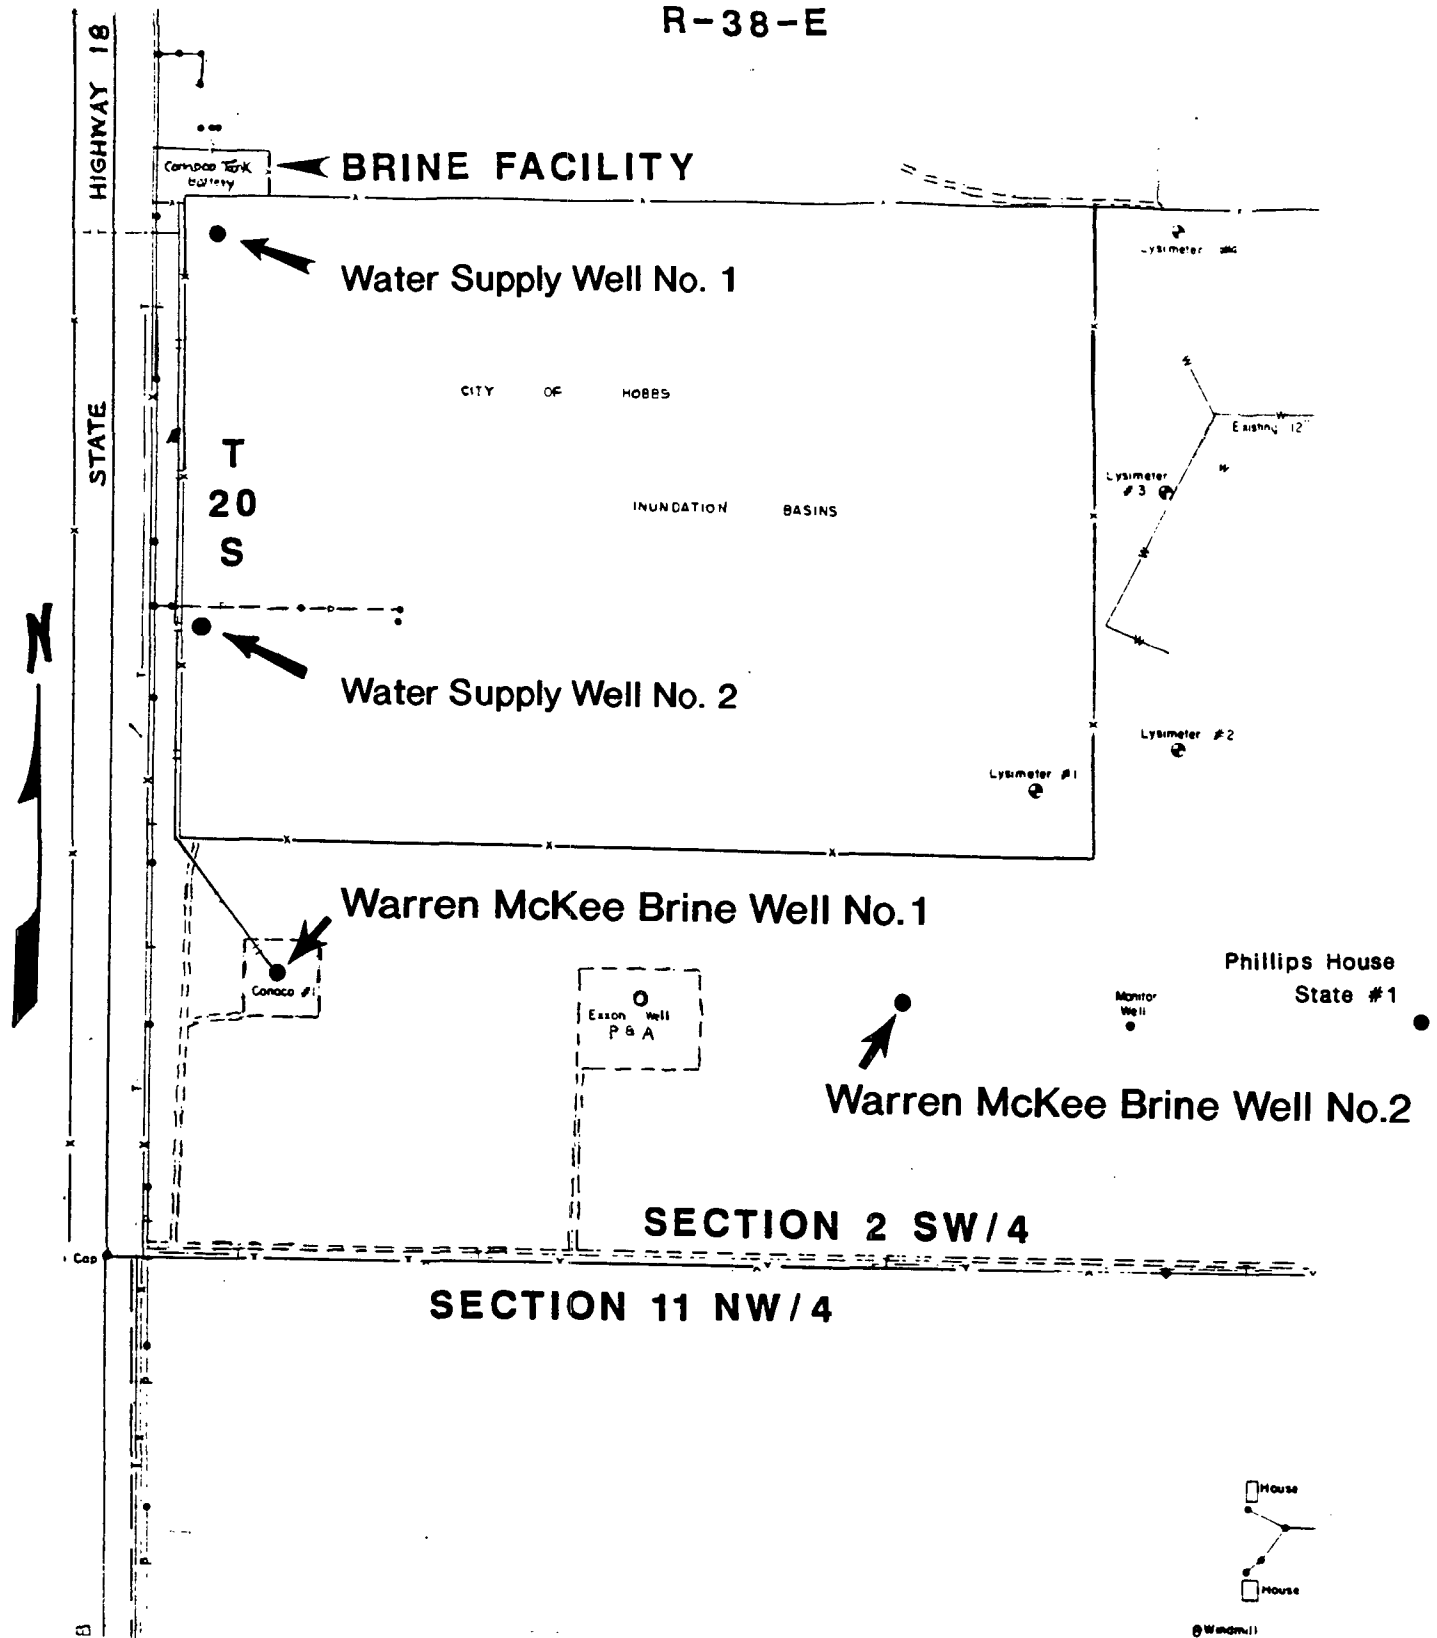 R-38-E
STATE HIGHWAY 18
Conoco Tank
Battery
BRINE FACILITY
Water Supply Well No. 1
Lysimeter
CITY OF HOBBS
Existing 12"
T
20
S
Lysimeter
#3
INUNDATION BASINS
N
Water Supply Well No. 2
Lysimeter #2
Lysimeter #1
Warren McKee Brine Well No.1
Conoco #1
Exxon Well
P & A
Monitor
Well
Phillips House
State #1
Warren McKee Brine Well No.2
SECTION 2 SW/4
Cap
SECTION 11 NW/4
House
House
Windmill